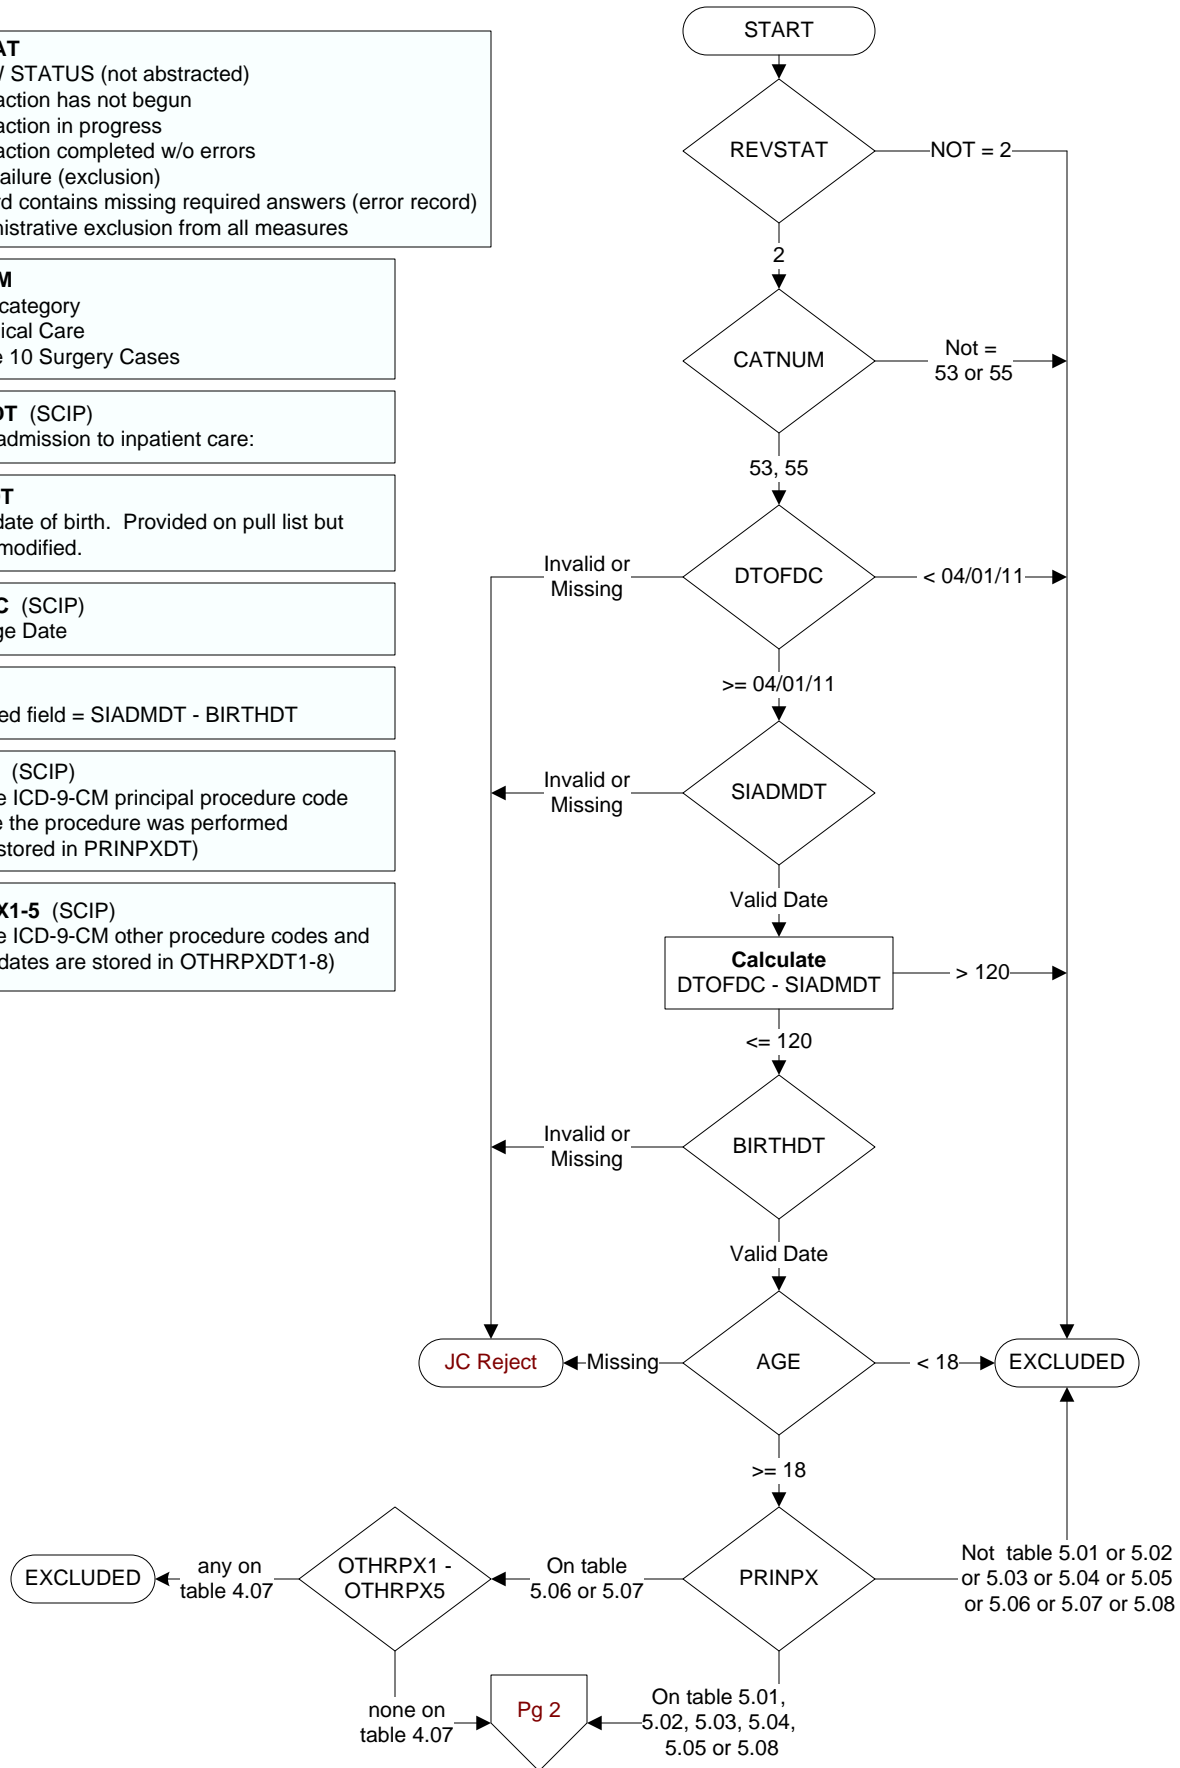 START
AT
/ STATUS (not abstracted)
action has not begun
action in progress
action completed w/o errors
ailure (exclusion)
d contains missing required answers (error record)
nistrative exclusion from all measures
REVSTAT
NOT = 2
2
M
category
ical Care
e 10 Surgery Cases
CATNUM
Not =
53 or 55
53, 55
OT (SCIP)
admission to inpatient care:
T
date of birth.  Provided on pull list but
modified.
DTOFDC
Invalid or
Missing
< 04/01/11
>= 04/01/11
C (SCIP)
ge Date
ed field = SIADMDT - BIRTHDT
(SCIP)
e ICD-9-CM principal procedure code
e the procedure was performed
stored in PRINPXDT)
SIADMDT
Invalid or
Missing
Valid Date
X1-5 (SCIP)
e ICD-9-CM other procedure codes and
dates are stored in OTHRPXDT1-8)
Calculate
DTOFDC - SIADMDT
> 120
<= 120
Invalid or
Missing
BIRTHDT
Valid Date
JC Reject
Missing
AGE
< 18
EXCLUDED
>= 18
EXCLUDED
any on
table 4.07
OTHRPX1 -
OTHRPX5
On table
5.06 or 5.07
PRINPX
Not  table 5.01 or 5.02
or 5.03 or 5.04 or 5.05
or 5.06 or 5.07 or 5.08
none on
table 4.07
Pg 2
On table 5.01,
5.02, 5.03, 5.04,
5.05 or 5.08